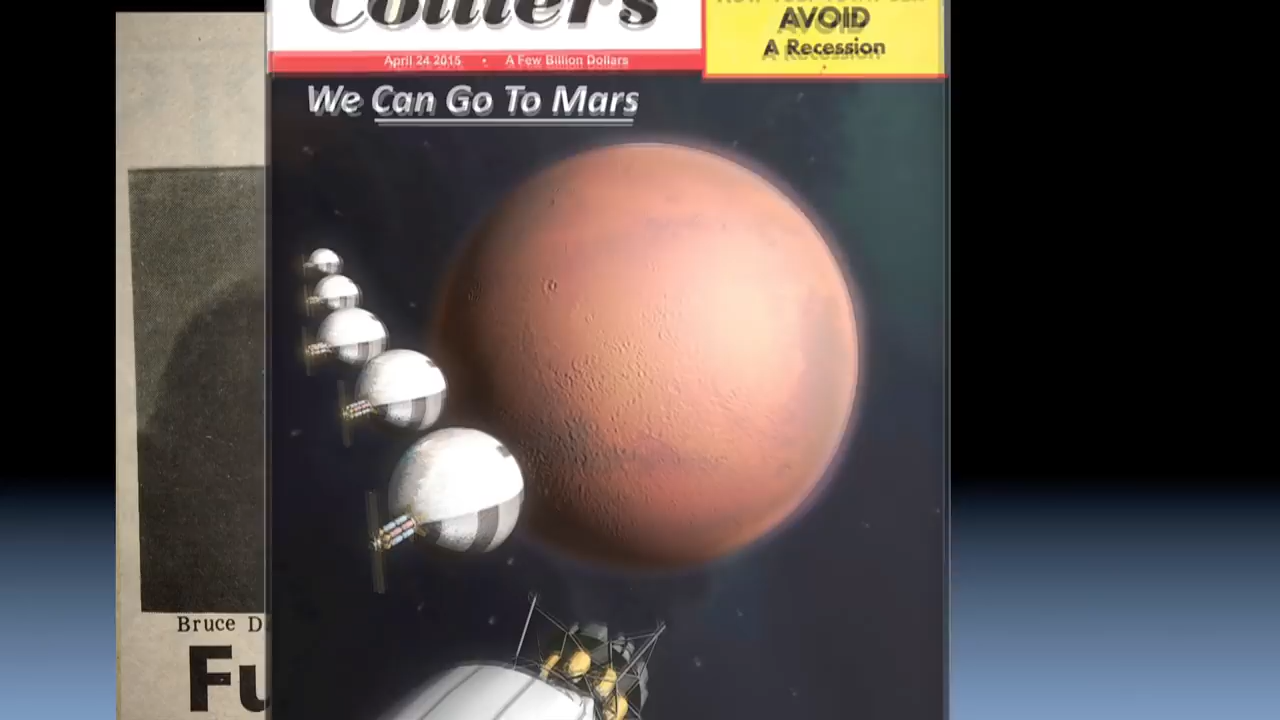 Colliers
AVOID
A Recession
April 24 2015 • A Few Billion Dollars
We Can Go To Mars
Bruce D
Fu